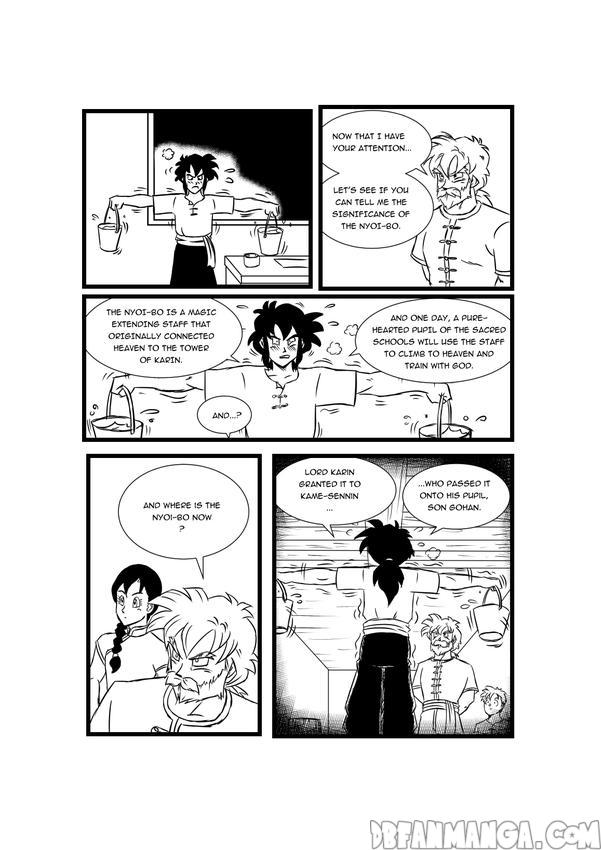 NOW THAT I HAVE
YOUR ATTENTION...
LET'S SEE IF YOU
CAN TELL ME THE
SIGNIFICANCE OF
THE NYOI-BO.
THE NYOI-BO IS A MAGIC
EXTENDING STAFF THAT
ORIGINALLY CONNECTED
HEAVEN TO THE TOWER
OF KARIN.
AND ONE DAY, A PURE-
HEARTED PUPIL OF THE SACRED
SCHOOLS WILL USE THE STAFF
TO CLIMB TO HEAVEN AND
TRAIN WITH GOD.
AND...?
AND WHERE IS THE
NYOI-BO NOW
?
LORD KARIN
GRANTED IT TO
KAME-SENNIN
...
...WHO PASSED IT
ONTO HIS PUPIL,
SON GOHAN.
DBFANMANGA.COM